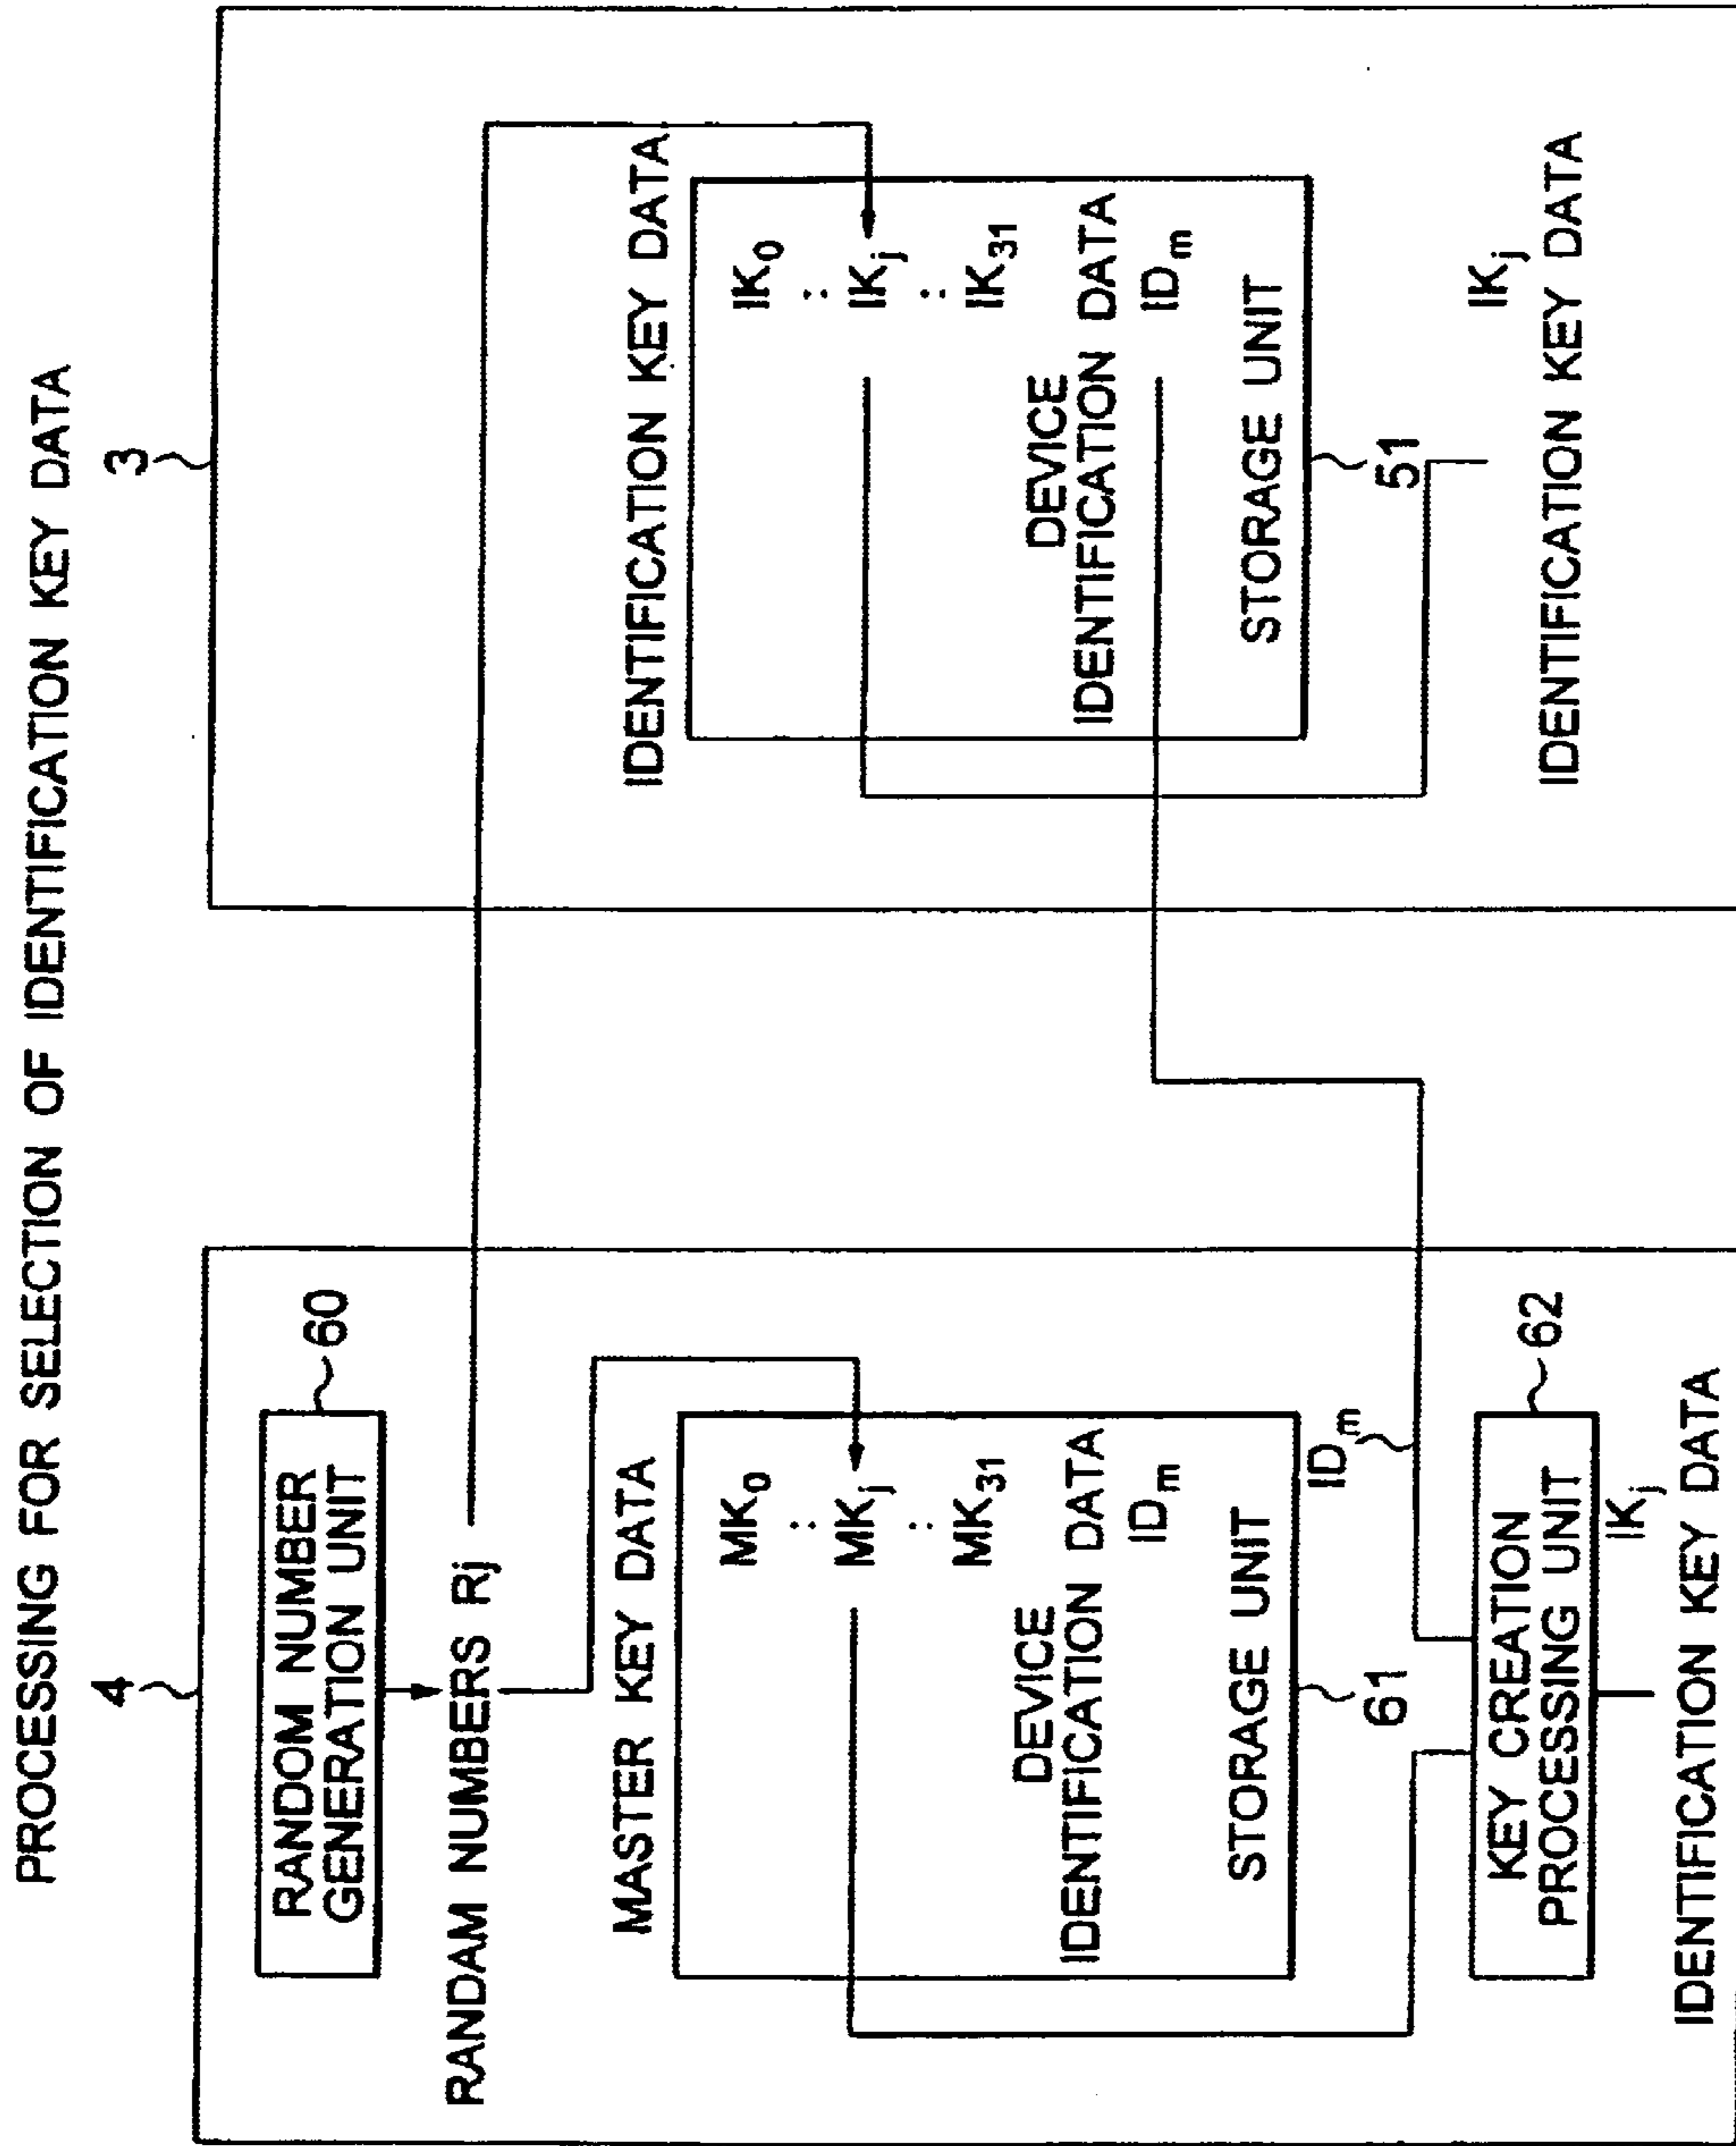 PROCESSING FOR SELECTION OF IDENTIFICATION KEY DATA
4
RANDOM NUMBER
GENERATION UNIT
60
RANDAM NUMBERS Rj
MASTER KEY DATA
MK0
:
MKj
:
MK31
DEVICE
IDENTIFICATION DATA
IDm
STORAGE UNIT
61
IDm
KEY CREATION
PROCESSING UNIT
62
IKj
IDENTIFICATION KEY DATA
3
IDENTIFICATION KEY DATA
IK0
:
IKj
:
IK31
DEVICE
IDENTIFICATION DATA
IDm
STORAGE UNIT
51
IKj
IDENTIFICATION KEY DATA